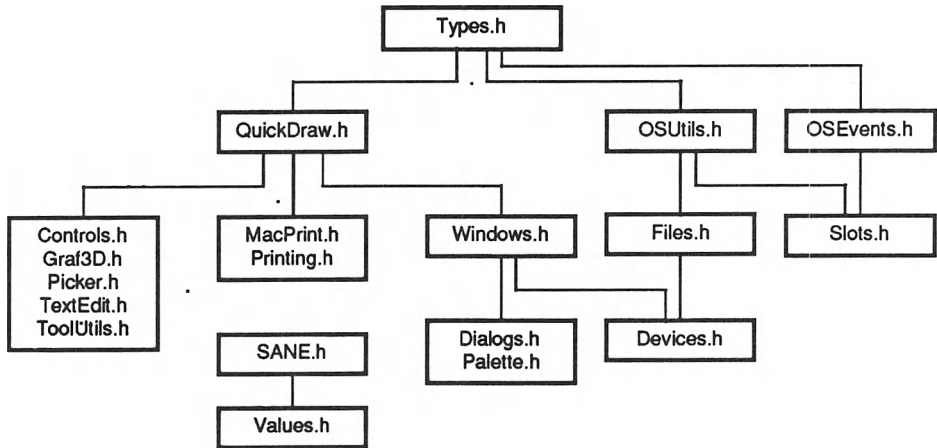 Types.h
QuickDraw.h
OSUtils.h
OSEvents.h
Controls.h
Graf3D.h
Picker.h
TextEdit.h
ToolUtils.h
MacPrint.h
Printing.h
Windows.h
Files.h
Slots.h
SANE.h
Dialogs.h
Palette.h
Devices.h
Values.h